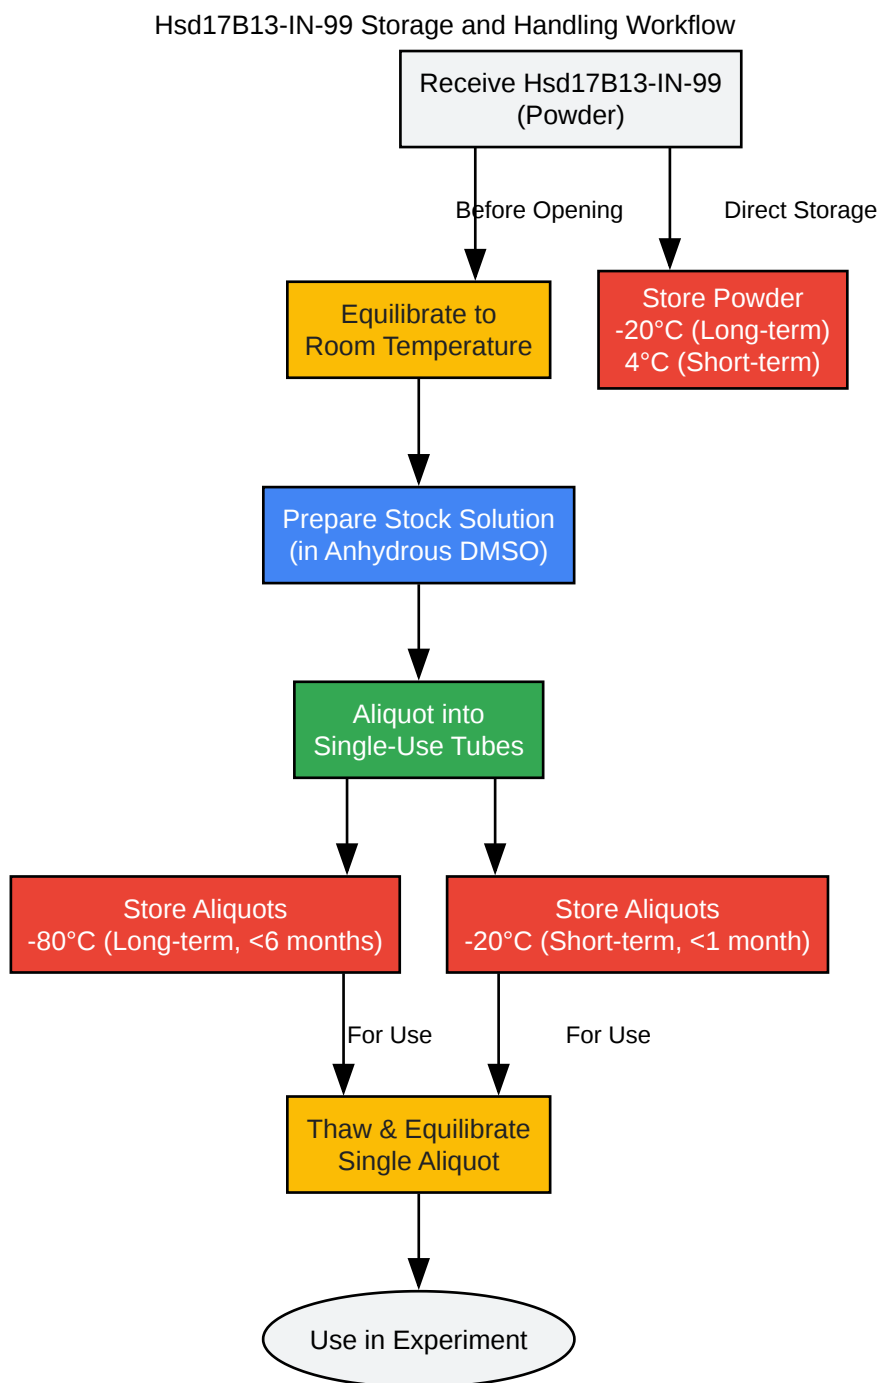 Hsd17B13-IN-99 Storage and Handling Workflow
Receive Hsd17B13-IN-99
(Powder)
Before Opening
Direct Storage
Equilibrate to
Room Temperature
Store Powder
-20°C (Long-term)
4°C (Short-term)
Prepare Stock Solution
(in Anhydrous DMSO)
Aliquot into
Single-Use Tubes
Store Aliquots
-80°C (Long-term, <6 months)
Store Aliquots
-20°C (Short-term, <1 month)
For Use
For Use
Thaw & Equilibrate
Single Aliquot
Use in Experiment